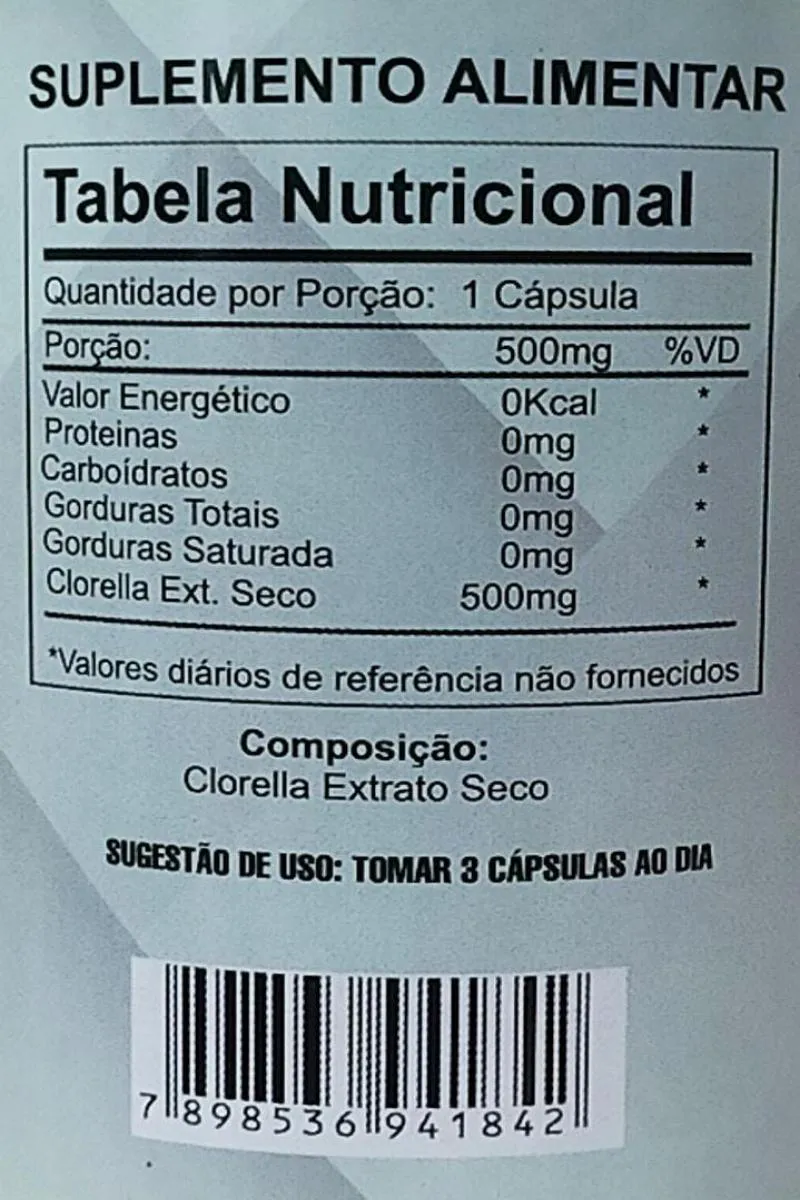 SUPLEMENTO ALIMENTAR
Tabela Nutricional
Quantidade por Porção: 1 Cápsula
Porção: 500mg %VD
Valor Energético 0Kcal *
Proteinas 0mg *
Carboídratos 0mg *
Gorduras Totais 0mg *
Gorduras Saturada 0mg *
Clorella Ext. Seco 500mg *
*Valores diários de referência não fornecidos
Composição:
Clorella Extrato Seco
SUGESTÃO DE USO: TOMAR 3 CÁPSULAS AO DIA
7 898536 941842